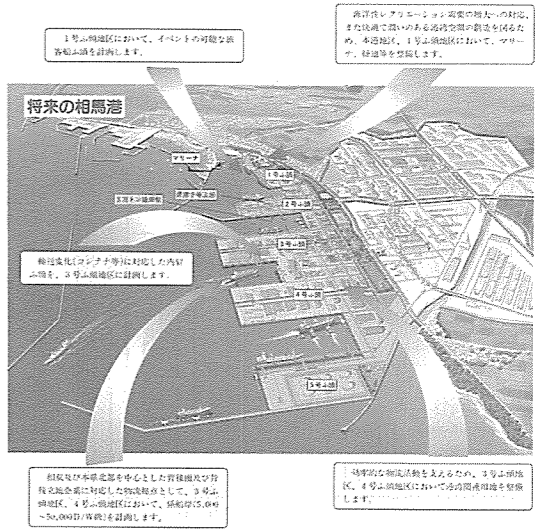 1号ふ頭地区において、イベントの可能な旅
客船ふ頭を計画します。
海洋性レクリエーション需要の増大への対応、
また快適で潤いのある港湾空間の創造を図るた
め、本港地区、1号ふ頭地区において、マリー
ナ、緑地等を整備します。
将来の相馬港
マリーナ
1号ふ頭
2号ふ頭
3号ふ頭
4号ふ頭
5号ふ頭
輸送変化(コンテナ等)に対応した内貿
ふ頭を、3号ふ頭地区に計画します。
相双及び本県北部を中心とした背後圏及び背
後立地企業に対応した物流拠点として、3号ふ
頭地区、4号ふ頭地区において、係船岸(5,000
~50,000D/W級)を計画します。
効率的な物流活動を支えるため、3号ふ頭地
区、4号ふ頭地区において港湾関連用地を整備
します。